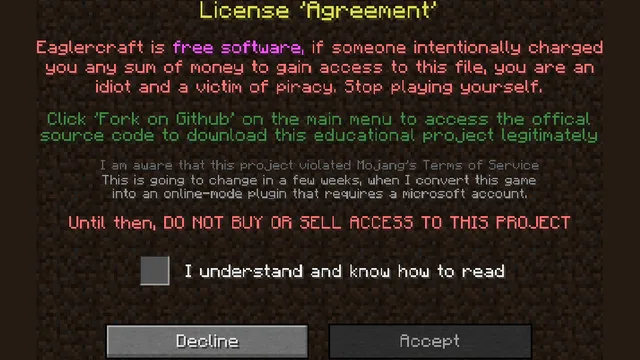 License 'Agreement'
Eaglercraft is free software, if someone intentionally charged
you any sum of money to gain access to this file, you are an
idiot and a victim of piracy. Stop playing yourself.
Click 'Fork on Github' on the main menu to access the offical
source code to download this educational project legitimately
I am aware that this project violated Mojang's Terms of Service
This is going to change in a few weeks, when I convert this game
into an online-mode plugin that requires a microsoft account.
Until then, DO NOT BUY OR SELL ACCESS TO THIS PROJECT
I understand and know how to read
Decline
Accept